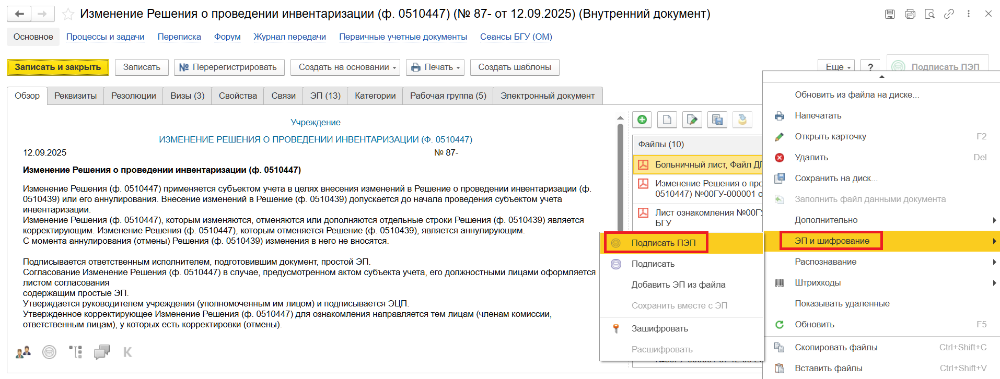 Изменение Решения о проведении инвентаризации (ф. 0510447) (№ 87- от 12.09.2025) (Внутренний документ)
Основное Процессы и задачи Переписка Форум Журнал передачи Первичные учетные документы Сеансы БГУ (ОМ)
Записать и закрыть Записать № Перерегистрировать Создать на основании Печать Создать шаблоны Еще ? Подписать ПЭП
Обзор Реквизиты Резолюции Визы (3) Свойства Связи ЭП (13) Категории Рабочая группа (5) Электронный документ
Учреждение
ИЗМЕНЕНИЕ РЕШЕНИЯ О ПРОВЕДЕНИИ ИНВЕНТАРИЗАЦИИ (Ф. 0510447)
12.09.2025 № 87-
Изменение Решения о проведении инвентаризации (ф. 0510447)
Изменение Решения (ф. 0510447) применяется субъектом учета в целях внесения изменений в Решение о проведении инвентаризации (ф.
0510439) или его аннулирования. Внесение изменений в Решение (ф. 0510439) допускается до начала проведения субъектом учета
инвентаризации.
Изменение Решения (ф. 0510447), которым изменяются, отменяются или дополняются отдельные строки Решения (ф. 0510439) является
корректирующим. Изменение Решения (ф. 0510447), которым отменяется Решение (ф. 0510439), является аннулирующим.
С момента аннулирования (отмены) Решения (ф. 0510439) изменения в него не вносятся.
Подписывается ответственным исполнителем, подготовившим документ, простой ЭП.
Согласование Изменение Решения (ф. 0510447) в случае, предусмотренном актом субъекта учета, его должностными лицами оформляется
листом согласования
содержащим простые ЭП.
Утверждается руководителем учреждения (уполномоченным им лицом) и подписывается ЭЦП.
Утвержденное корректирующее Изменение Решения (ф. 0510447) для ознакомления направляется тем лицам (членам комиссии,
ответственным лицам), у которых есть корректировки (отмены).
К
Файлы (10)
Больничный лист, Файл
Изменение Решения о
0510447) №00ГУ-000001
Лист ознакомления
БГУ
Подписать ПЭП
Подписать
Добавить ЭП из файла
Сохранить вместе с ЭП
Зашифровать
Расшифровать
Обновить из файла на диске...
Напечатать
Открыть карточку F2
Удалить Del
Сохранить на диск...
Заполнить файл данными документа
Дополнительно
ЭП и шифрование
Распознавание
Штрихкоды
Показывать удаленные
Обновить F5
Скопировать файлы Ctrl+Shift+C
Вставить файлы Ctrl+Shift+V